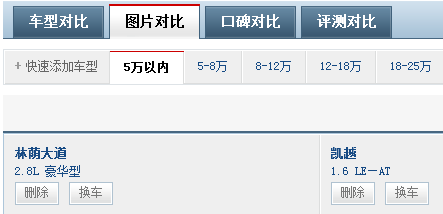 车型对比 图片对比 口碑对比 评测对比
+ 快速添加车型 5万以内 5-8万 8-12万 12-18万 18-25万
林荫大道 凯越
2.8L 豪华型 1.6 LE-AT
删除 换车 删除 换车